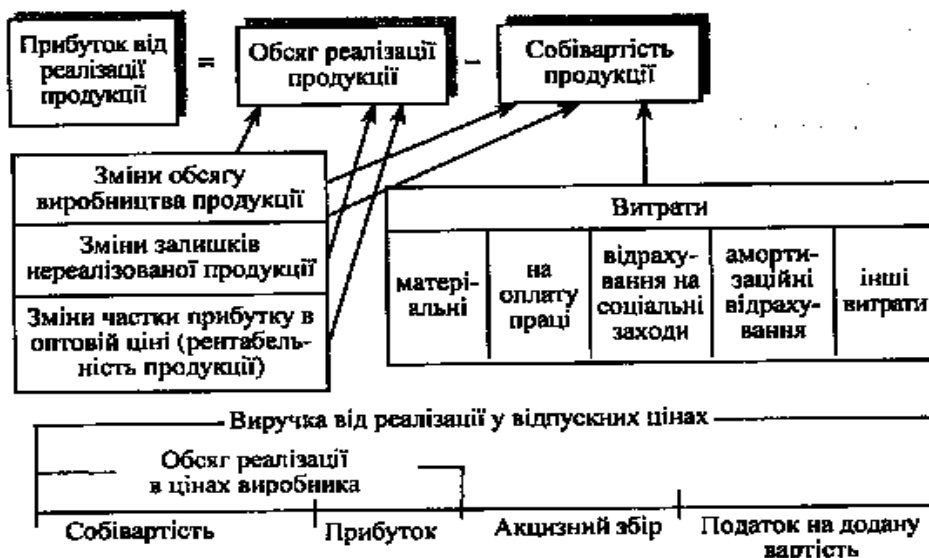 Прибуток від
реалізації
продукції
=
Обсяг реалізації
продукції
–
Собівартість
продукції
Зміни обсягу
виробництва продукції
Зміни залишків
нереалізованої продукції
Зміни частки прибутку в
оптовій ціні (рентабель-
ність продукції)
Витрати
матері-
альні
на
оплату
праці
відраху-
вання на
соціальні
заходи
аморти-
заційні
відраху-
вання
інші
витрати
Виручка від реалізації у відпускних цінах
Обсяг реалізації
в цінах виробника
Собівартість
Прибуток
Акцизний збір
Податок на додану
вартість